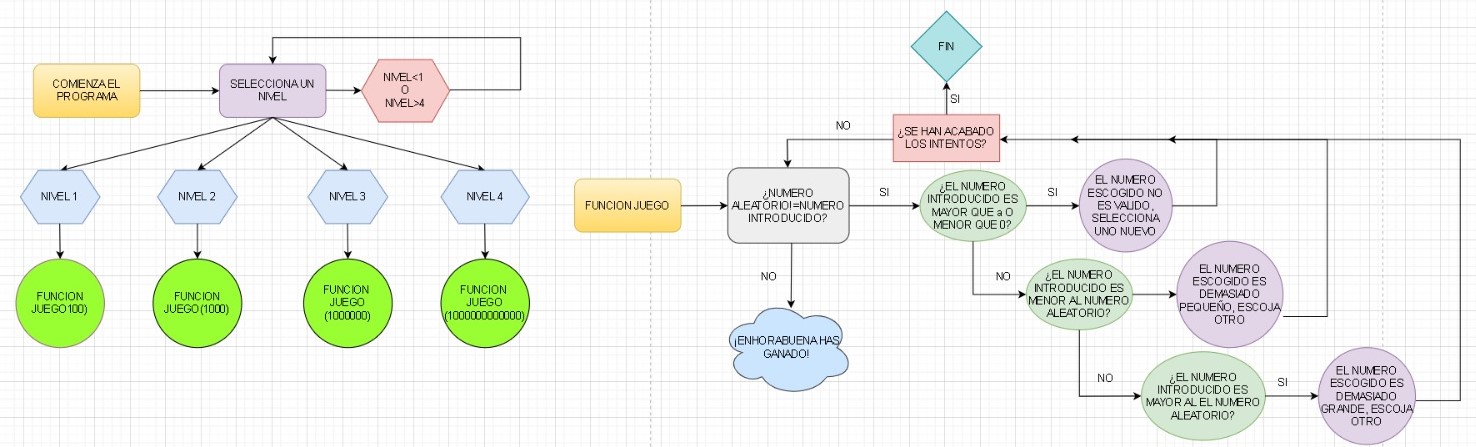 COMIENZA EL
PROGRAMA
SELECCIONA UN
NIVEL
NIVEL<1
O
NIVEL>4
NIVEL 1
NIVEL 2
NIVEL 3
NIVEL 4
FUNCION
JUEGO100)
FUNCION
JUEGO(1000)
FUNCION
JUEGO
(1000000)
FUNCION
JUEGO
(1000000000000)
FIN
SI
¿SE HAN ACABADO
LOS INTENTOS?
NO
FUNCION JUEGO
¿NUMERO
ALEATORIO!=NUMERO
INTRODUCIDO?
SI
¿EL NUMERO
INTRODUCIDO ES
MAYOR QUE a O
MENOR QUE 0?
SI
EL NUMERO
ESCOGIDO NO
ES VALIDO,
SELECCIONA
UNO NUEVO
NO
¡ENHORABUENA HAS
GANADO!
NO
¿EL NUMERO
INTRODUCIDO ES
MENOR AL NUMERO
ALEATORIO?
EL NUMERO
ESCOGIDO ES
DEMASIADO
PEQUEÑO, ESCOJA
OTRO
NO
¿EL NUMERO
INTRODUCIDO ES
MAYOR AL EL NUMERO
ALEATORIO?
SI
EL NUMERO
ESCOGIDO ES
DEMASIADO
GRANDE, ESCOJA
OTRO